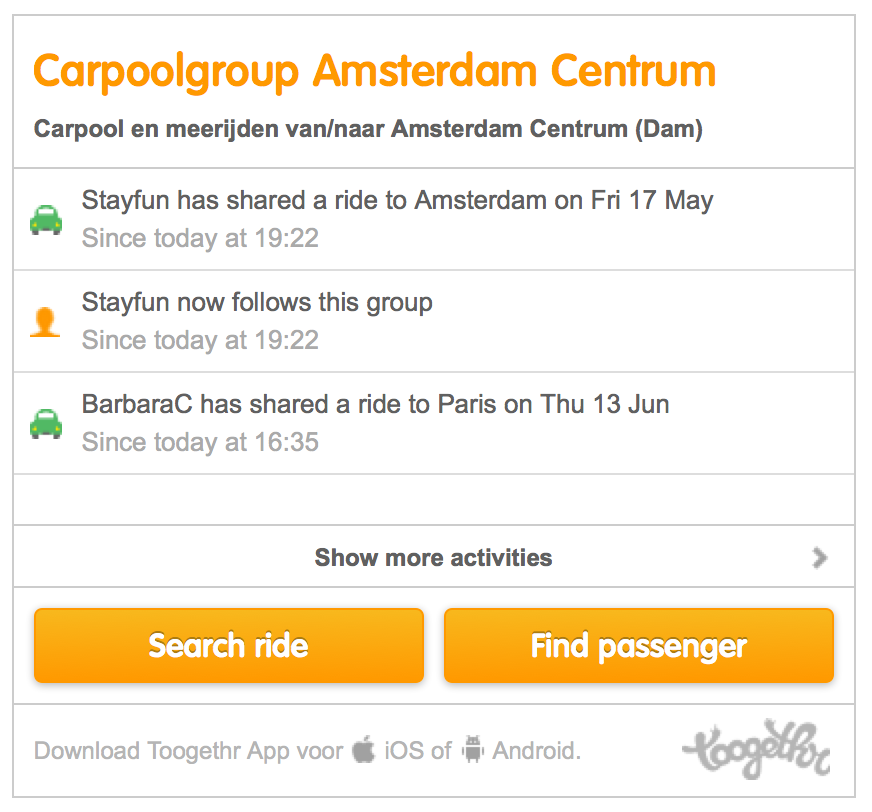 Carpoolgroup Amsterdam Centrum
Carpool en meerijden van/naar Amsterdam Centrum (Dam)
Stayfun has shared a ride to Amsterdam on Fri 17 May
Since today at 19:22
Stayfun now follows this group
Since today at 19:22
BarbaraC has shared a ride to Paris on Thu 13 Jun
Since today at 16:35
Show more activities
Search ride
Find passenger
Download Toogethr App voor iOS of Android.
toogethr